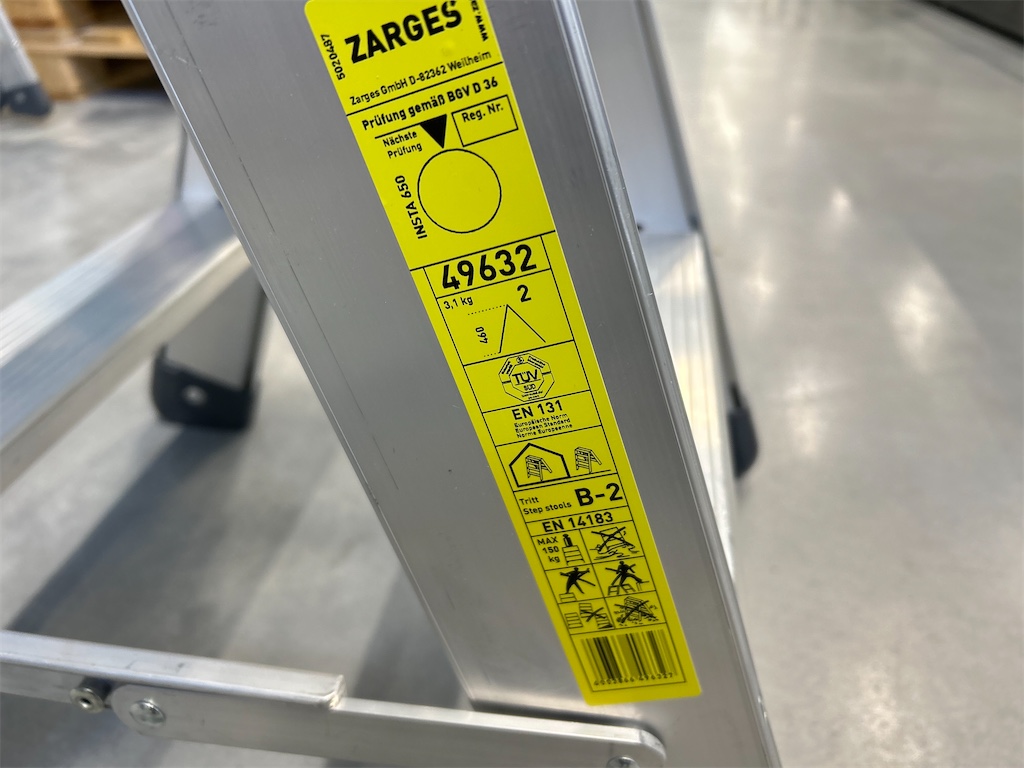 5020487
ZARGES
Zarges GmbH D-82362 Weilheim
Prüfung gemäß BGV D 36
Nächste
Prüfung
Reg. Nr.
INSTA 650
49632
3,1 kg
2
460
TÜV
SÜD
EN 131
Europäische Norm
European Standard
Norme Européenne
Tritt
Step stools
B-2
EN 14183
MAX
150
kg